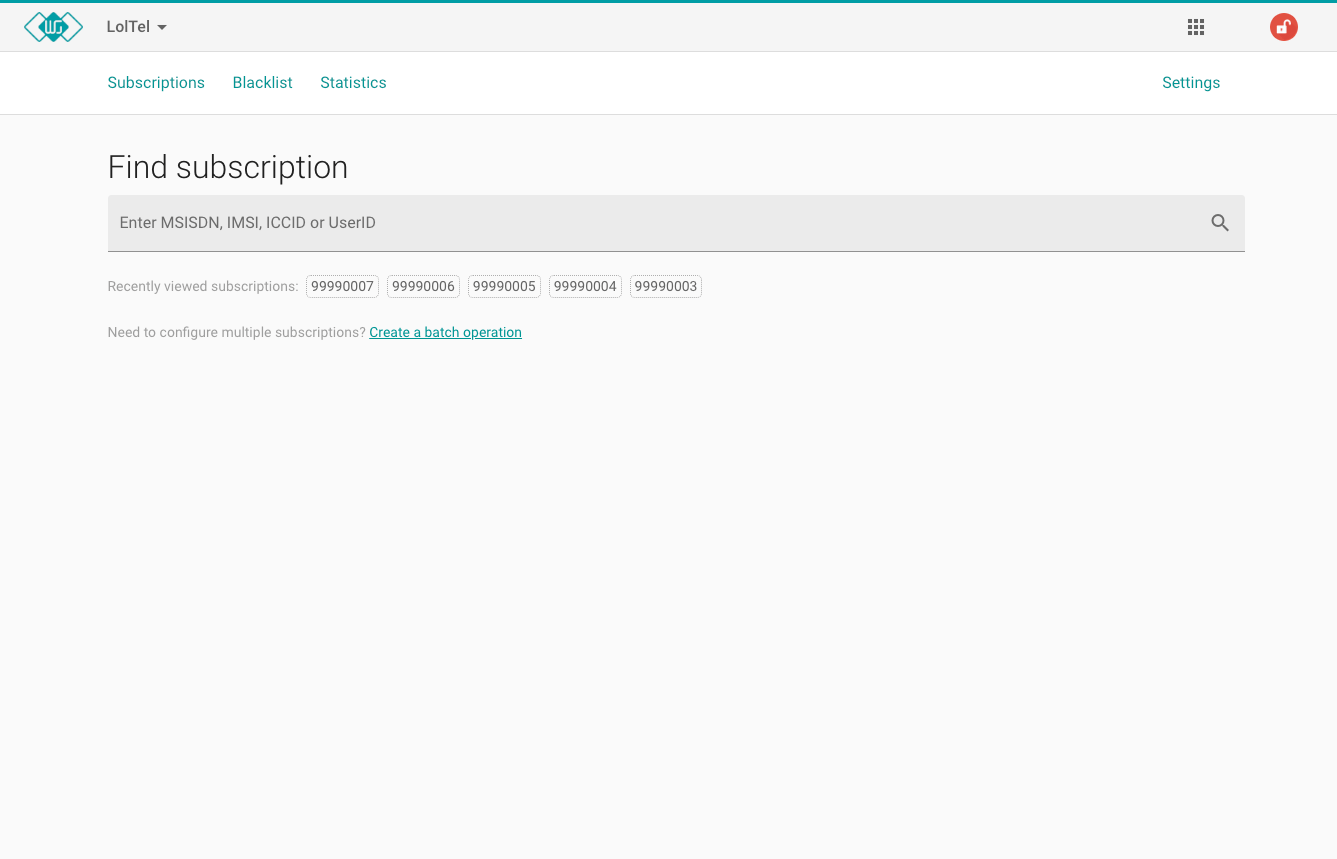 LolTel
Subscriptions Blacklist Statistics Settings
Find subscription
Enter MSISDN, IMSI, ICCID or UserID
Recently viewed subscriptions: 99990007 99990006 99990005 99990004 99990003
Need to configure multiple subscriptions? Create a batch operation